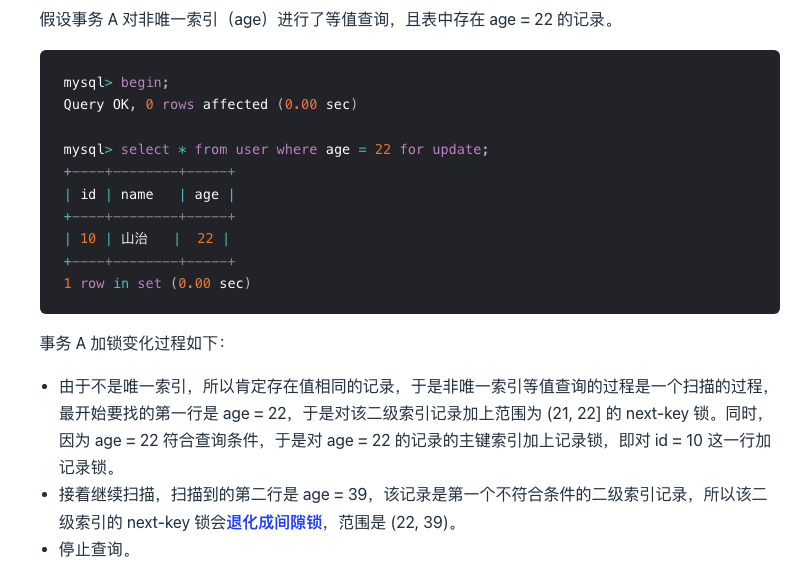 假设事务 A 对非唯一索引（age）进行了等值查询，且表中存在 age = 22 的记录。
mysql> begin;
Query OK, 0 rows affected (0.00 sec)
mysql> select * from user where age = 22 for update;
+----+--------+-----+
| id | name   | age |
+----+--------+-----+
| 10 | 山治   |  22 |
+----+--------+-----+
1 row in set (0.00 sec)
事务 A 加锁变化过程如下：
• 由于不是唯一索引，所以肯定存在值相同的记录，于是非唯一索引等值查询的过程是一个扫描的过程，
最开始要找的第一行是 age = 22，于是对该二级索引记录加上范围为 (21, 22] 的 next-key 锁。同时，
因为 age = 22 符合查询条件，于是对 age = 22 的记录的主键索引加上记录锁，即对 id = 10 这一行加
记录锁。
• 接着继续扫描，扫描到的第二行是 age = 39，该记录是第一个不符合条件的二级索引记录，所以该二
级索引的 next-key 锁会退化成间隙锁，范围是 (22, 39)。
• 停止查询。